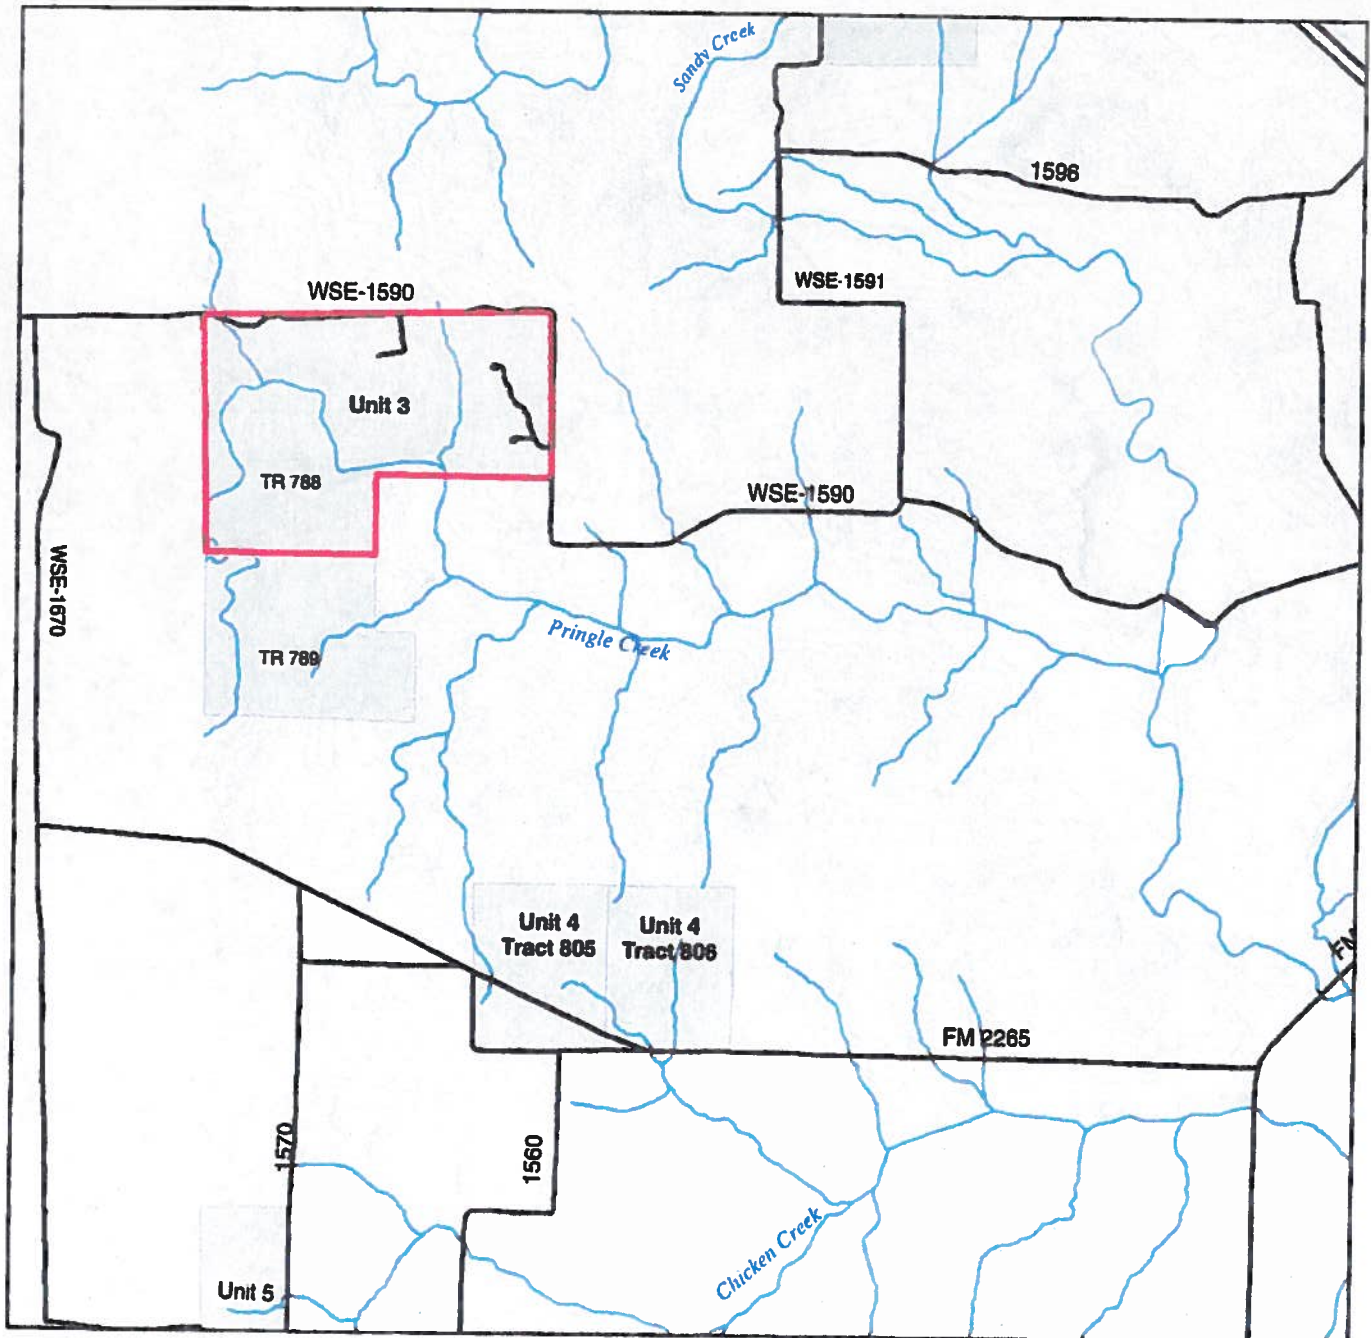 Sandy Creek
1596
WSE-1591
WSE-1590
Unit 3
TR 788
WSE-1590
WSE-1670
Pringle Creek
TR 789
Unit 4
Tract 805
Unit 4
Tract 806
FM
FM 2265
1570
1560
Chicken Creek
Unit 5